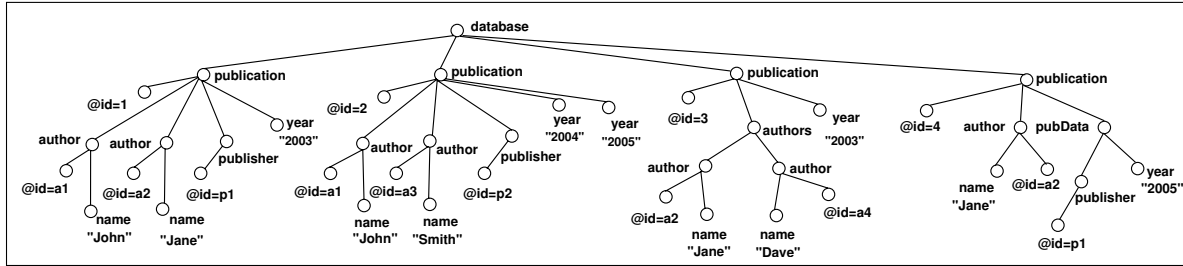 database
publication
publication
publication
publication
@id=1
@id=2
@id=3
@id=4
author
author
publisher
year
"2003"
author
author
publisher
year
"2004"
year
"2005"
authors
year
"2003"
author
pubData
@id=a1
@id=a2
@id=p1
@id=a1
@id=a3
@id=p2
author
author
name
"Jane"
@id=a2
publisher
year
"2005"
name
"John"
name
"Jane"
name
"John"
name
"Smith"
@id=a2
name
"Jane"
name
"Dave"
@id=a4
@id=p1